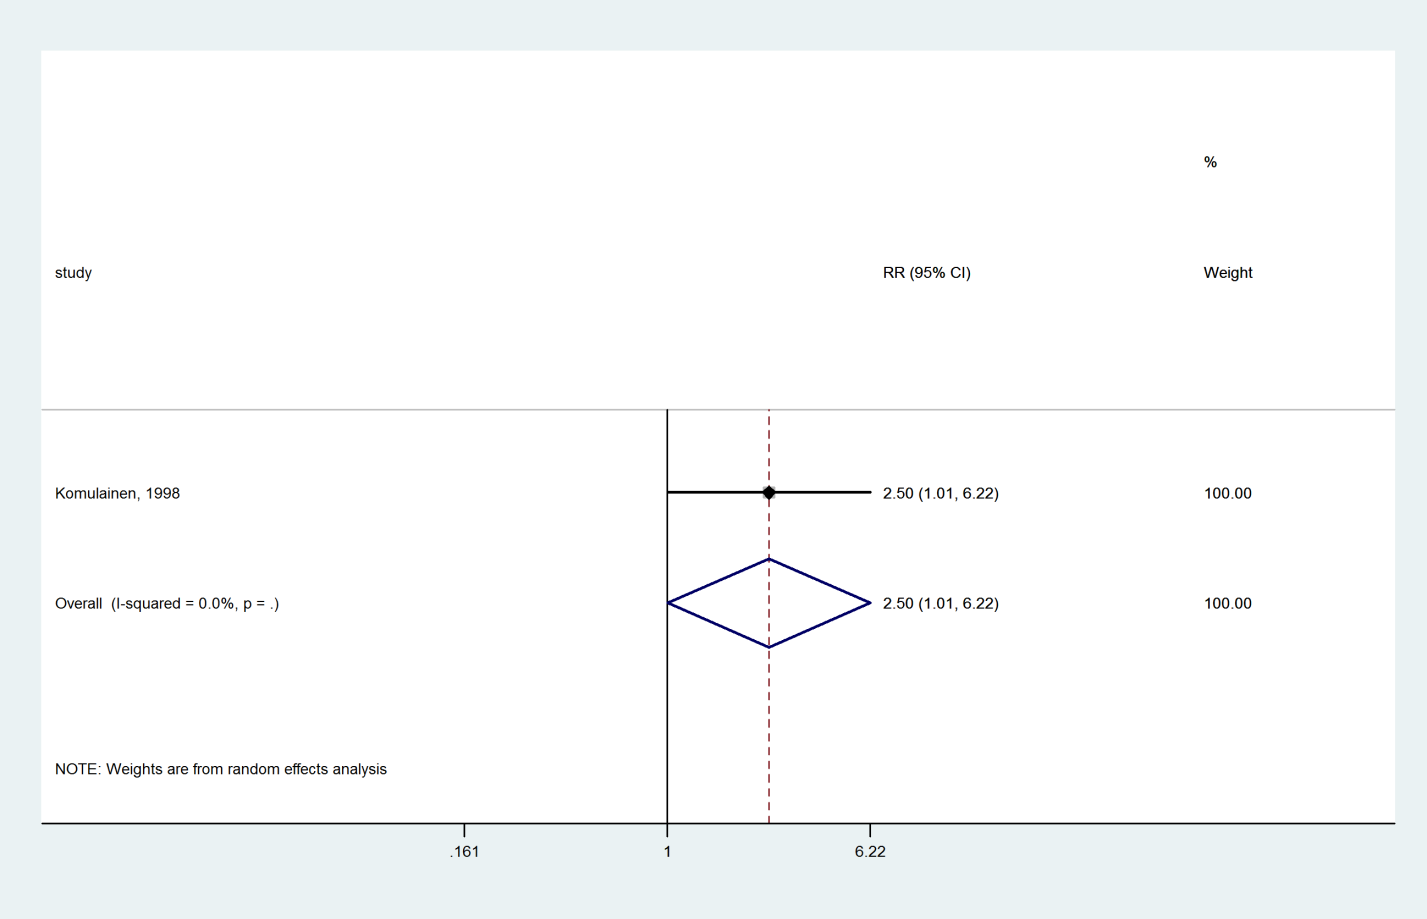 %
study RR (95% CI) Weight
Komulainen, 1998 2.50 (1.01, 6.22) 100.00
Overall  (I-squared = 0.0%, p = .) 2.50 (1.01, 6.22) 100.00
NOTE: Weights are from random effects analysis
.161 1 6.22